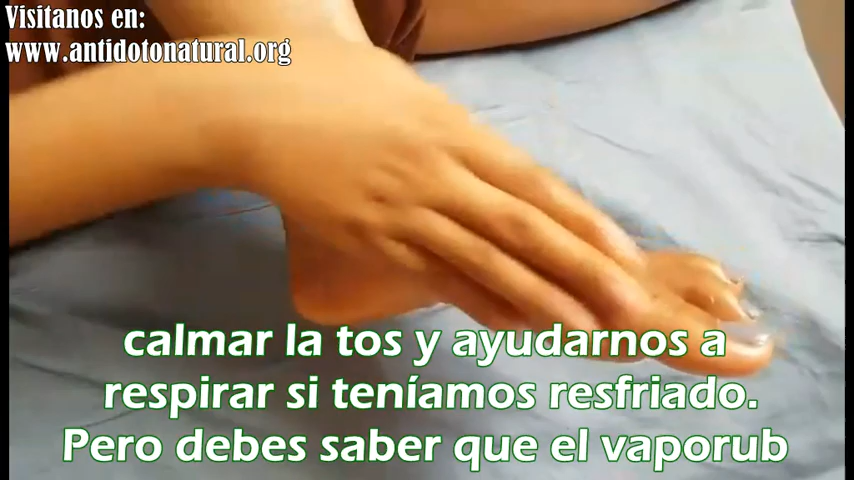 Visitanos en:
www.antidotonatural.org
calmar la tos y ayudarnos a
respirar si teníamos resfriado.
Pero debes saber que el vaporub